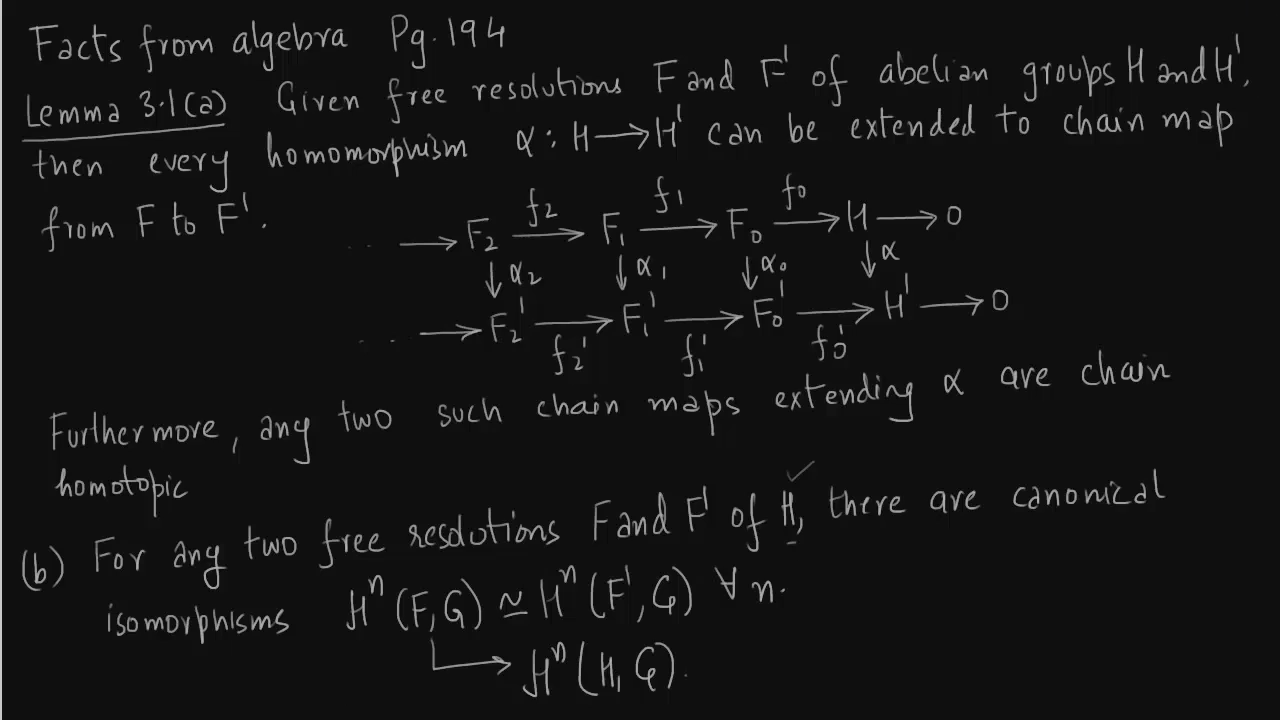 Facts from algebra Pg. 194
Lemma 3.1(a) Given free resolutions F and F' of abelian groups H and H',
then every homomorphism α : H → H' can be extended to chain map
from F to F'.
.. → F₂ →f₂ F₁ →f₁ F₀ →f₀ H → 0
↓α₂ ↓α₁ ↓α₀ ↓α
... → F₂' → F₁' → F₀' → H' → 0
f₂' f₁' f₀'
Furthermore, any two such chain maps extending α are chain
homotopic
(b) For any two free resolutions F and F' of H, there are canonical
isomorphisms Hⁿ(F, G) ≃ Hⁿ(F', G) ∀ n.
↳ Hⁿ(H, G).